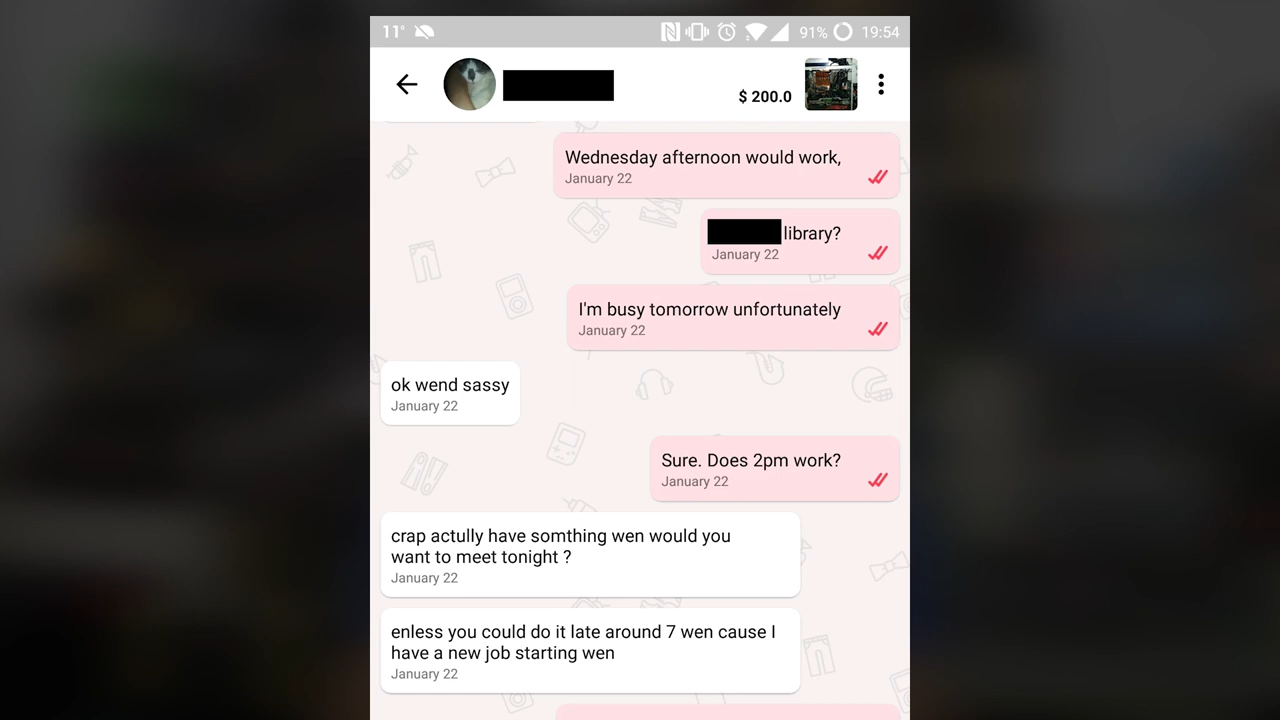 11° 91% 19:54
$ 200.0
Wednesday afternoon would work,
January 22
library?
January 22
I'm busy tomorrow unfortunately
January 22
ok wend sassy
January 22
Sure. Does 2pm work?
January 22
crap actully have somthing wen would you
want to meet tonight ?
January 22
enless you could do it late around 7 wen cause I
have a new job starting wen
January 22